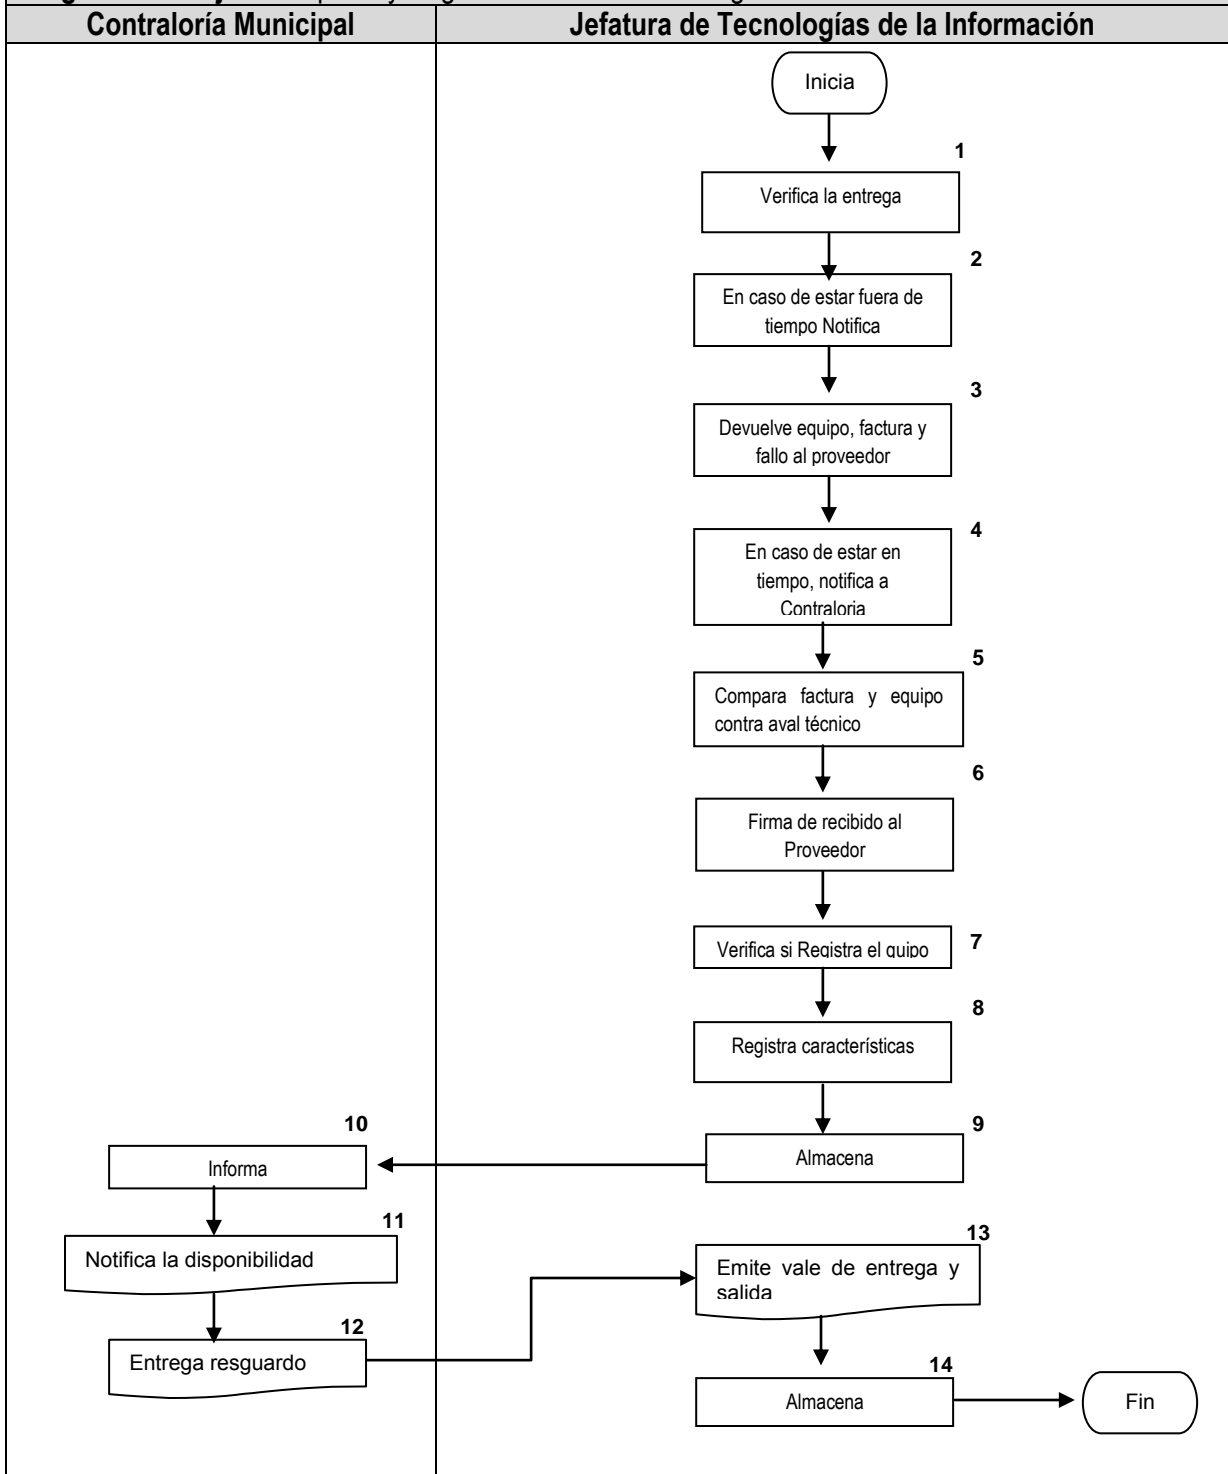 Contraloría Municipal
Jefatura de Tecnologías de la Información
Inicia
1
Verifica la entrega
2
En caso de estar fuera de
tiempo Notifica
3
Devuelve equipo, factura y
fallo al proveedor
4
En caso de estar en
tiempo, notifica a
Contraloria
5
Compara factura y equipo
contra aval técnico
6
Firma de recibido al
Proveedor
7
Verifica si Registra el quipo
8
Registra características
9
Almacena
10
Informa
11
Notifica la disponibilidad
12
Entrega resguardo
13
Emite vale de entrega y
salida
14
Almacena
Fin